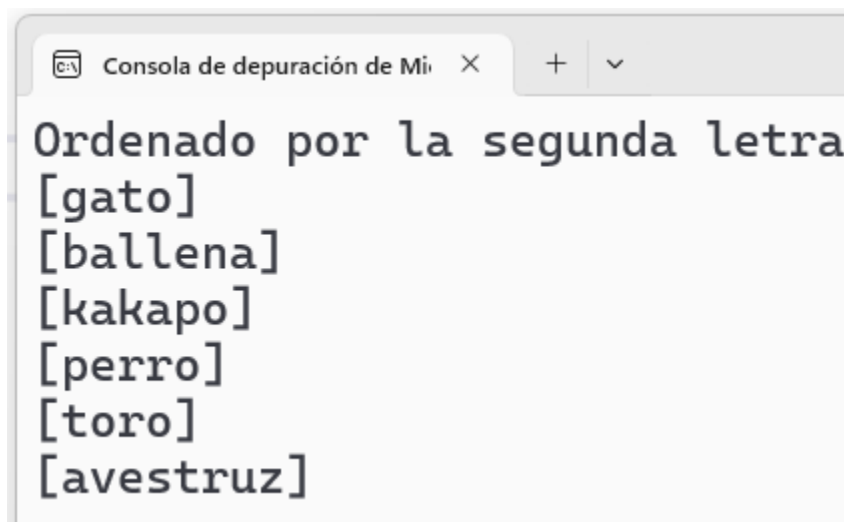 Consola de depuración de Mi
Ordenado por la segunda letra
[gato]
[ballena]
[kakapo]
[perro]
[toro]
[avestruz]